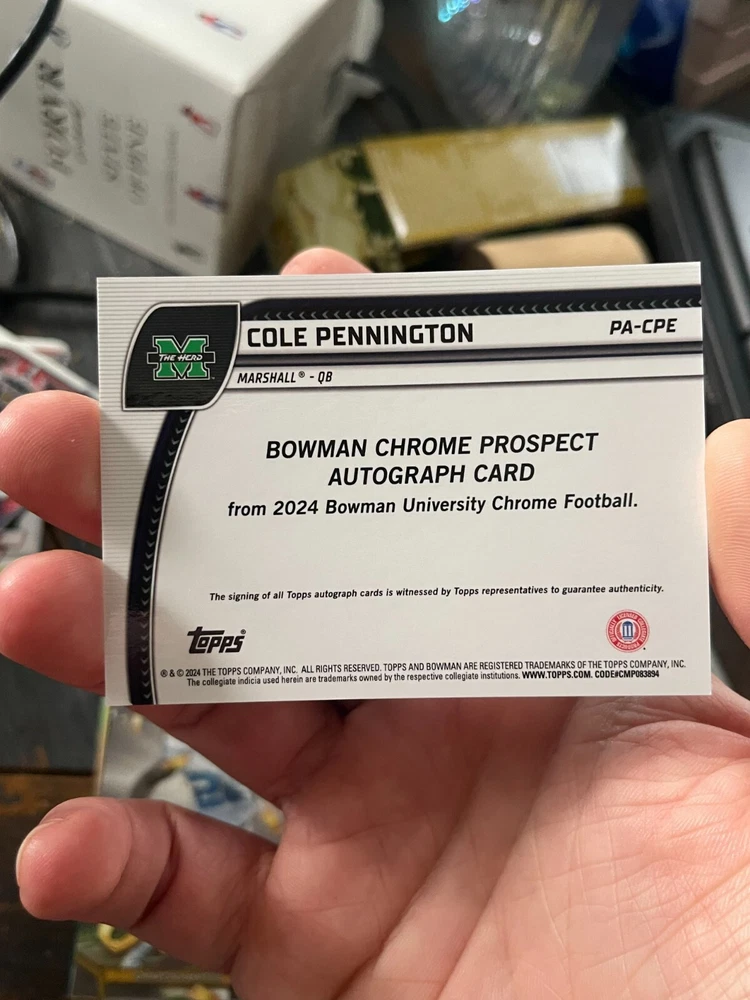 COLE PENNINGTON
PA-CPE
THE HERD
MARSHALL® - QB
BOWMAN CHROME PROSPECT
AUTOGRAPH CARD
from 2024 Bowman University Chrome Football.
The signing of all Topps autograph cards is witnessed by Topps representatives to guarantee authenticity.
topps®
® & © 2024 THE TOPPS COMPANY, INC. ALL RIGHTS RESERVED. TOPPS AND BOWMAN ARE REGISTERED TRADEMARKS OF THE TOPPS COMPANY, INC.
The collegiate indicia used herein are trademarks owned by the respective collegiate institutions. WWW.TOPPS.COM. CODE#CMP083894